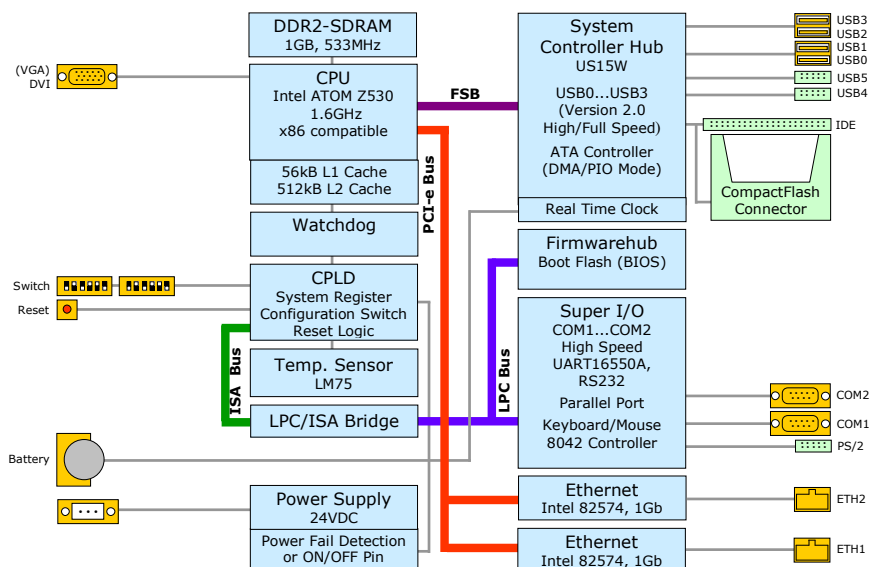 DDR2-SDRAM
1GB, 533MHz
(VGA)
DVI
CPU
Intel ATOM Z530
1.6GHz
x86 compatible
56kB L1 Cache
512kB L2 Cache
Watchdog
Switch
Reset
CPLD
System Register
Configuration Switch
Reset Logic
Temp. Sensor
LM75
ISA Bus
LPC/ISA Bridge
Battery
Power Supply
24VDC
Power Fail Detection
or ON/OFF Pin
FSB
PCI-e Bus
LPC Bus
System
Controller Hub
US15W
USB0...USB3
(Version 2.0
High/Full Speed)
ATA Controller
(DMA/PIO Mode)
Real Time Clock
Firmwarehub
Boot Flash (BIOS)
Super I/O
COM1...COM2
High Speed
UART16550A,
RS232
Parallel Port
Keyboard/Mouse
8042 Controller
Ethernet
Intel 82574, 1Gb
Ethernet
Intel 82574, 1Gb
USB3
USB2
USB1
USB0
USB5
USB4
IDE
CompactFlash
Connector
COM2
COM1
PS/2
ETH2
ETH1